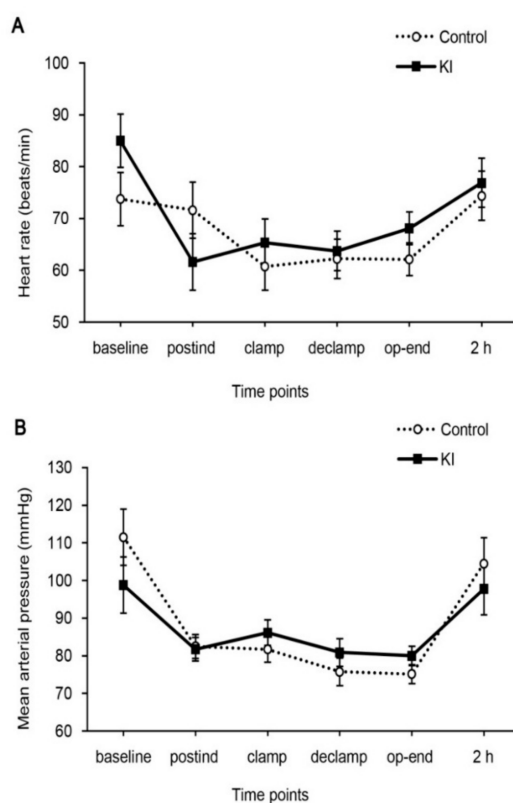 A
Control
KI
100
90
80
70
60
50
Heart rate (beats/min)
baseline postind clamp declamp op-end 2 h
Time points
B
Control
KI
130
120
110
100
90
80
70
60
Mean arterial pressure (mmHg)
baseline postind clamp declamp op-end 2 h
Time points